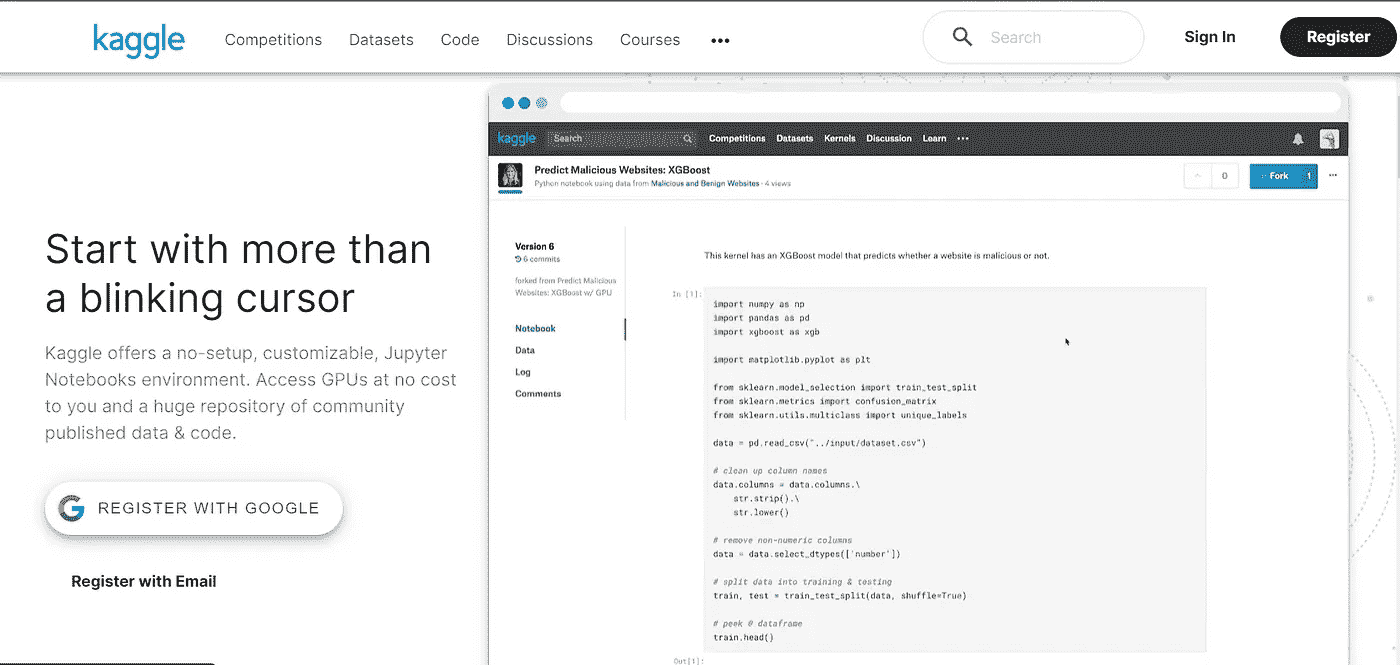 kaggle
Competitions Datasets Code Discussions Courses •••
Search
Sign In
Register
Start with more than
a blinking cursor
Kaggle offers a no-setup, customizable, Jupyter
Notebooks environment. Access GPUs at no cost
to you and a huge repository of community
published data & code.
REGISTER WITH GOOGLE
Register with Email
kaggle Search Competitions Datasets Kernels Discussion Learn •••
Predict Malicious Websites: XGBoost
Python notebook using data from Malicious and Benign Websites · 4 views
0
Fork 1
Version 6
6 commits
forked from Predict Malicious
Websites: XGBoost w/ GPU
Notebook
Data
Log
Comments
This kernel has an XGBoost model that predicts whether a website is malicious or not.
In [1]:
import numpy as np
import pandas as pd
import xgboost as xgb
import matplotlib.pyplot as plt
from sklearn.model_selection import train_test_split
from sklearn.metrics import confusion_matrix
from sklearn.utils.multiclass import unique_labels
data = pd.read_csv("../input/dataset.csv")
# clean up column names
data.columns = data.columns.\
str.strip().\
str.lower()
# remove non-numeric columns
data = data.select_dtypes(['number'])
# split data into training & testing
train, test = train_test_split(data, shuffle=True)
# peek @ dataframe
train.head()
Out[1]: